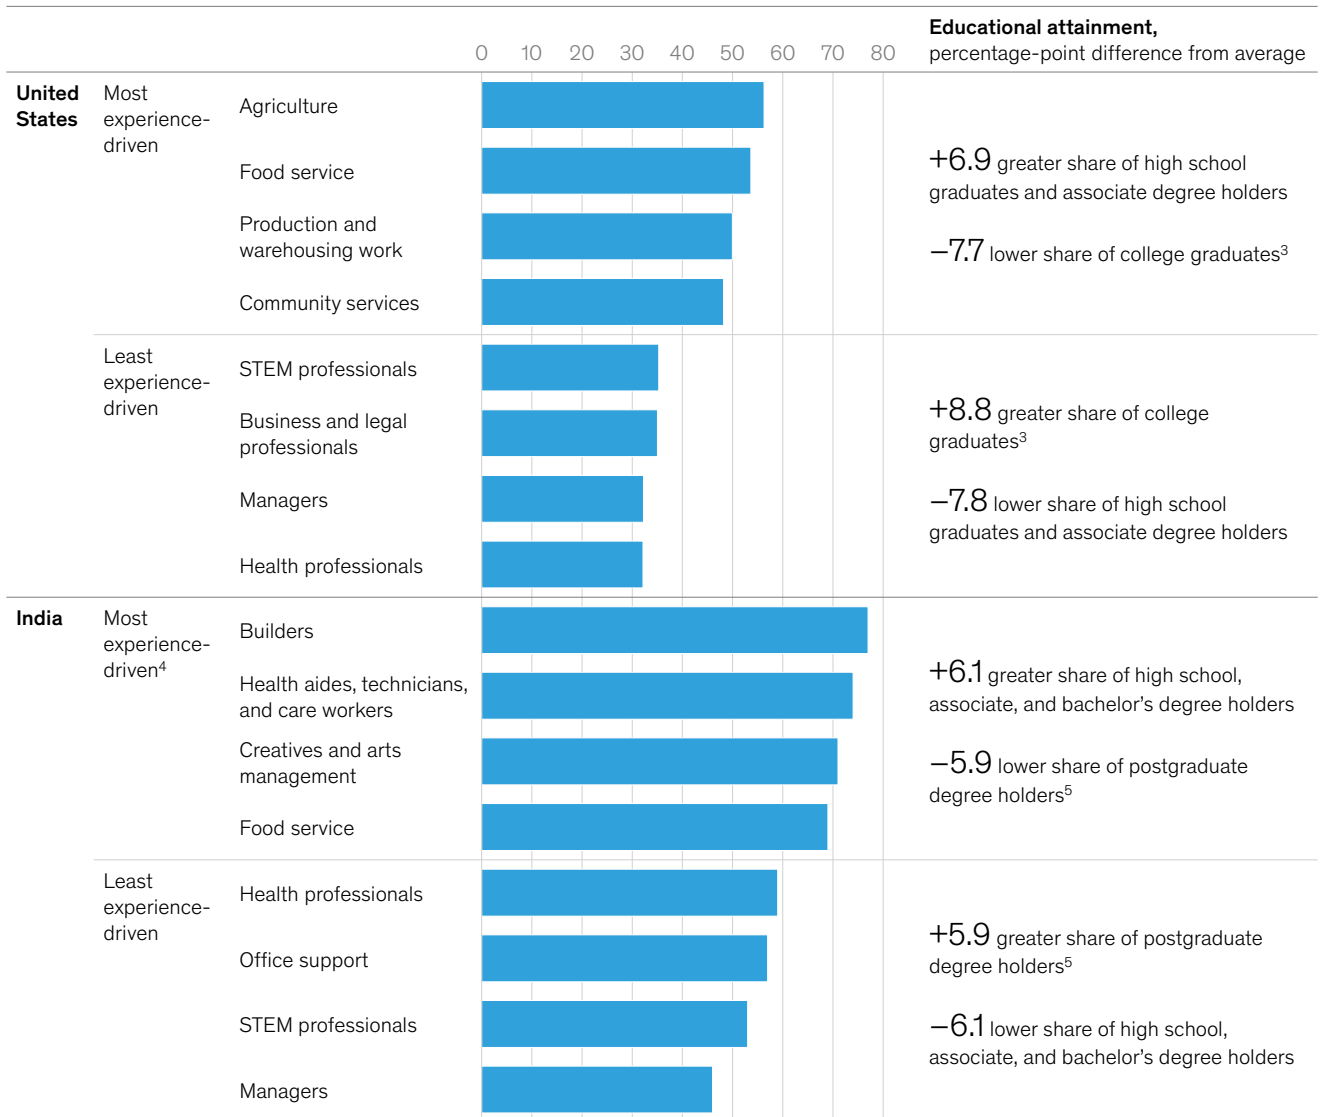 Educational attainment,
0 10 20 30 40 50 60 70 80 percentage-point difference from average
United States
Most experience-driven
Agriculture
Food service
Production and
warehousing work
Community services
+6.9 greater share of high school
graduates and associate degree holders
−7.7 lower share of college graduates³
Least
experience-
driven
STEM professionals
Business and legal
professionals
Managers
Health professionals
+8.8 greater share of college
graduates³
−7.8 lower share of high school
graduates and associate degree holders
India
Most
experience-
driven⁴
Builders
Health aides, technicians,
and care workers
Creatives and arts
management
Food service
+6.1 greater share of high school,
associate, and bachelor’s degree holders
−5.9 lower share of postgraduate
degree holders⁵
Least
experience-
driven
Health professionals
Office support
STEM professionals
Managers
+5.9 greater share of postgraduate
degree holders⁵
−6.1 lower share of high school,
associate, and bachelor’s degree holders